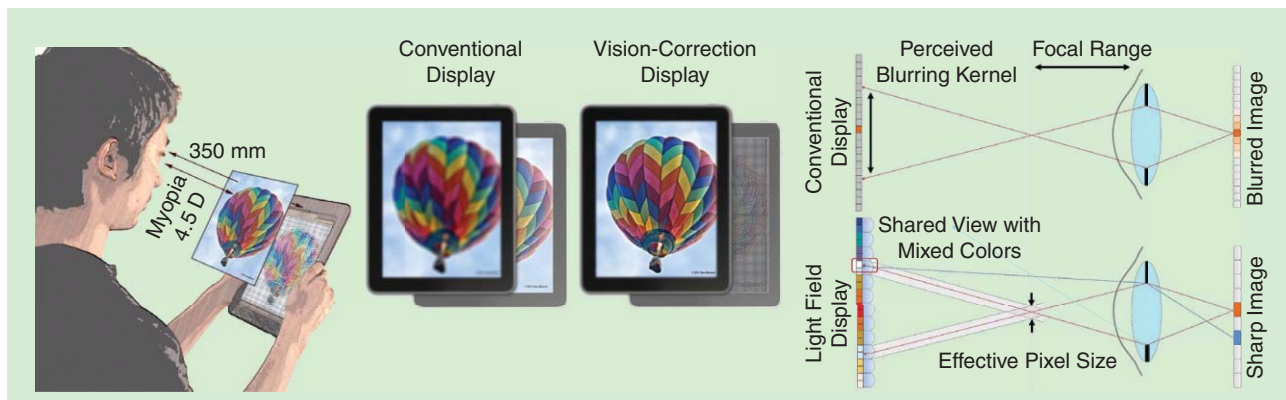 350 mm
Myopia
4.5 D
Conventional
Display
Vision-Correction
Display
Conventional
Display
Perceived
Blurring Kernel
Focal Range
Blurred Image
Light Field
Display
Shared View with
Mixed Colors
Effective Pixel Size
Sharp Image